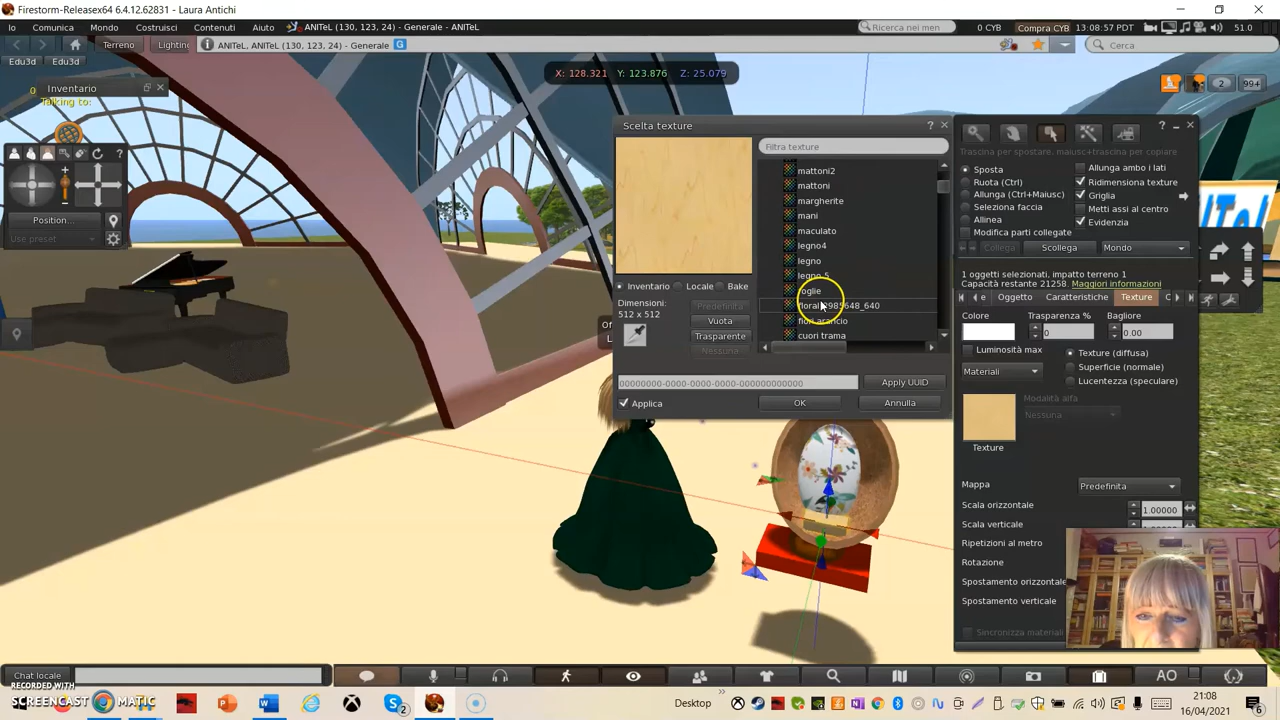 Firestorm-Releasex64 6.4.12.62831 - Laura Antichi
Io Comunica Mondo Costruisci Contenuti Aiuto ANITeL (130, 123, 24) - Generale Ricerca nei men 0 CYB Compra CYB 13:08:57 PDT 51.0
Terreno Lighting ANITeL, ANITeL (130, 123, 24) - Generale G Cerca
Edu3d Edu3d
X: 128.321 Y: 123.876 Z: 25.079
2 99+
Inventario
Talking to:
Position...
Use preset
Scelta texture ?
Filtra texture
mattoni2
mattoni
margherite
mani
maculato
legno4
legno
legno 5
foglie
cuori trama
Inventario Locale Bake
Dimensioni:
512 x 512
Predefinita
Vuota
Trasparente
Nessuna
00000000-0000-0000-0000-000000000000 Apply UUID
Applica OK Annulla
Trascina per spostare, maiusc+trascina per copiare
Sposta
Ruota (Ctrl)
Allunga (Ctrl+Maiusc)
Seleziona faccia
Allinea
Modifica parti collegate
Allunga ambo i lati
Ridimensiona texture
Griglia
Metti assi al centro
Evidenzia
Collega Scollega Mondo
1 oggetti selezionati, impatto terreno 1
Capacità restante 21258. Maggiori informazioni
Oggetto Caratteristiche Texture
Colore Trasparenza % Bagliore
0 0.00
Luminosità max
Materiali
Texture (diffusa)
Superficie (normale)
Lucentezza (speculare)
Modalità alfa
Nessuna
Texture
Mappa Predefinita
Scala orizzontale 1.00000
Scala verticale
Ripetizioni al metro
Rotazione
Spostamento orizzontale
Spostamento verticale
Sincronizza materiali
Chat locale
AO
RECORDED WITH
SCREENCAST MATIC
Desktop
21:08
16/04/2021